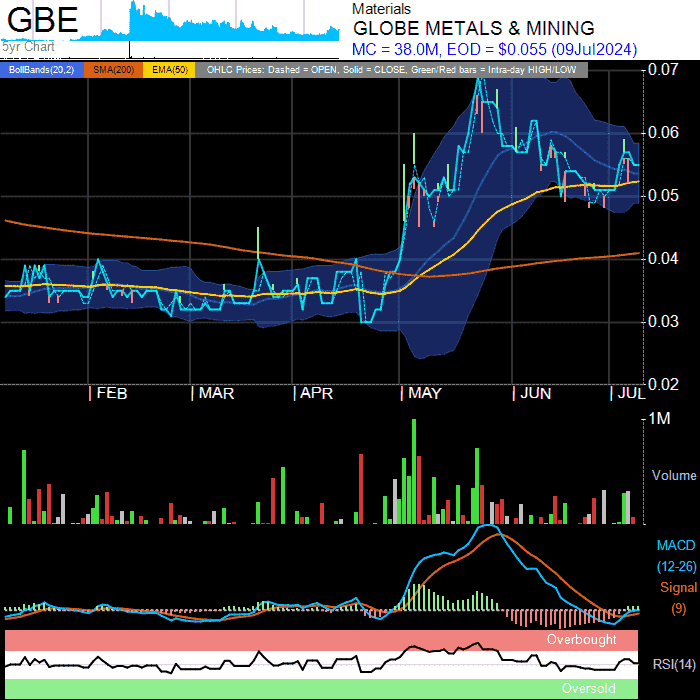 GBE
5yr Chart
Materials
GLOBE METALS & MINING
MC = 38.0M, EOD = $0.055 (09Jul2024)
BollBands(20,2) SMA(200) EMA(50) OHLC Prices: Dashed = OPEN, Solid = CLOSE, Green/Red bars = Intra-day HIGH/LOW
0.07
0.06
0.05
0.04
0.03
0.02
FEB MAR APR MAY JUN JUL
1M
Volume
MACD
(12-26)
Signal
(9)
Overbought
RSI(14)
Oversold